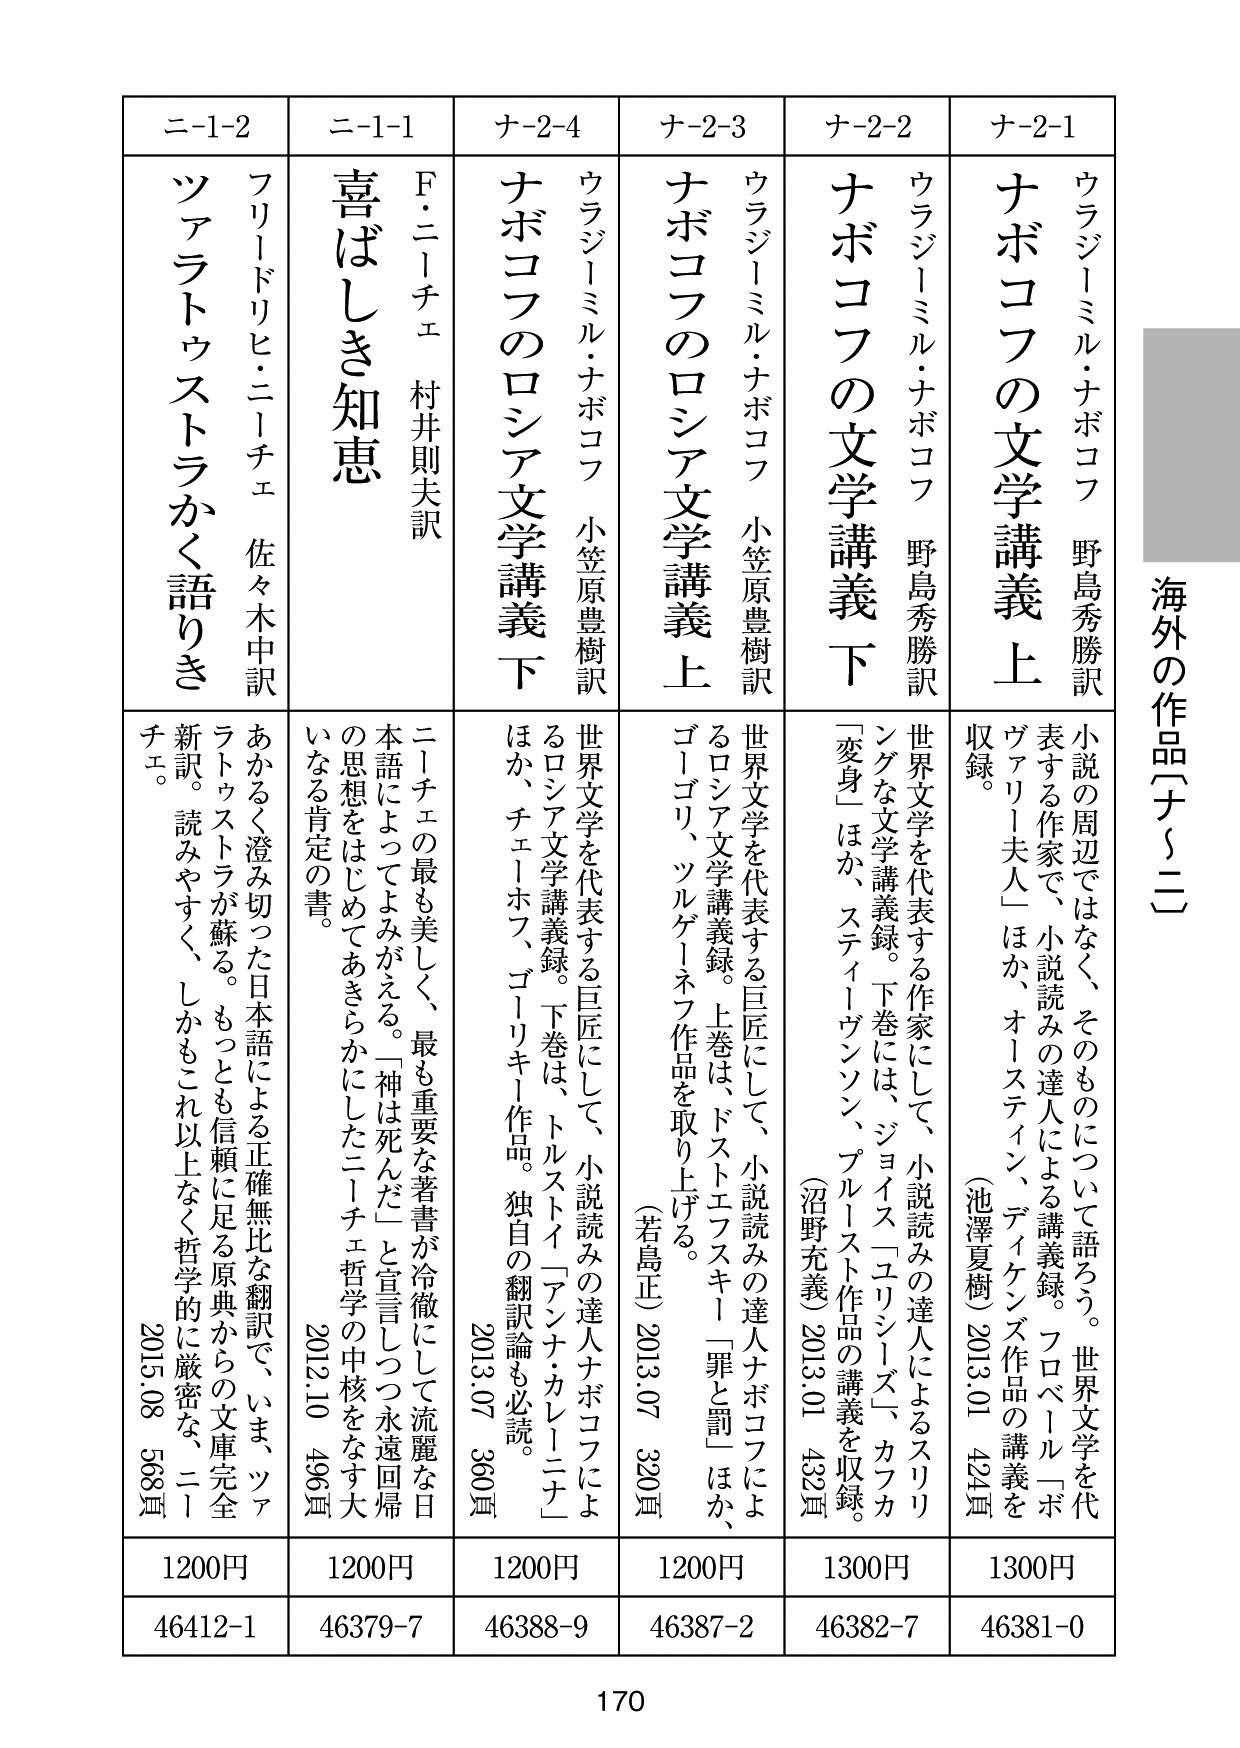 海外の作品〔ナ〜ニ〕
ナ-2-1
ウラジーミル・ナボコフ　野島秀勝訳
ナボコフの文学講義 上
小説の周辺ではなく、そのものについて語ろう。世界文学を代
表する作家で、小説読みの達人による講義録。フロベール「ボ
ヴァリー夫人」ほか、オースティン、ディケンズ作品の講義を
収録。　（池澤夏樹）2013.01　424頁
1300円
46381-0
ナ-2-2
ウラジーミル・ナボコフ　野島秀勝訳
ナボコフの文学講義 下
世界文学を代表する作家にして、小説読みの達人によるスリリ
ングな文学講義録。下巻には、ジョイス「ユリシーズ」、カフカ
「変身」ほか、スティーヴンソン、プルースト作品の講義を収録。
（沼野充義）2013.01　432頁
1300円
46382-7
ナ-2-3
ウラジーミル・ナボコフ　小笠原豊樹訳
ナボコフのロシア文学講義 上
世界文学を代表する巨匠にして、小説読みの達人ナボコフによ
るロシア文学講義録。上巻は、ドストエフスキー「罪と罰」ほか、
ゴーゴリ、ツルゲーネフ作品を取り上げる。
（若島正）2013.07　320頁
1200円
46387-2
ナ-2-4
ウラジーミル・ナボコフ　小笠原豊樹訳
ナボコフのロシア文学講義 下
世界文学を代表する巨匠にして、小説読みの達人ナボコフによ
るロシア文学講義録。下巻は、トルストイ「アンナ・カレーニナ」
ほか、チェーホフ、ゴーリキー作品。独自の翻訳論も必読。
2013.07　360頁
1200円
46388-9
ニ-1-1
F・ニーチェ　村井則夫訳
喜ばしき知恵
ニーチェの最も美しく、最も重要な著書が冷徹にして流麗な日
本語によってよみがえる。「神は死んだ」と宣言しつつ永遠回帰
の思想をはじめてあきらかにしたニーチェ哲学の中核をなす大
いなる肯定の書。　2012.10　496頁
1200円
46379-7
ニ-1-2
フリードリヒ・ニーチェ　佐々木中訳
ツァラトゥストラかく語りき
あかるく澄み切った日本語による正確無比な翻訳で、いま、ツァ
ラトゥストラが蘇る。もっとも信頼に足る原典からの文庫完全
新訳。読みやすく、しかもこれ以上なく哲学的に厳密な、ニー
チェ。　2015.08　568頁
1200円
46412-1
170